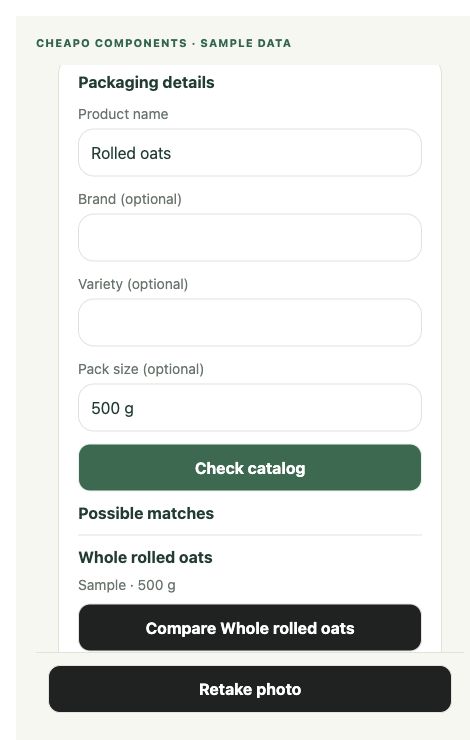 CHEAPO COMPONENTS · SAMPLE DATA
Packaging details
Product name
Rolled oats
Brand (optional)
Variety (optional)
Pack size (optional)
500 g
Check catalog
Possible matches
Whole rolled oats
Sample · 500 g
Compare Whole rolled oats
Retake photo